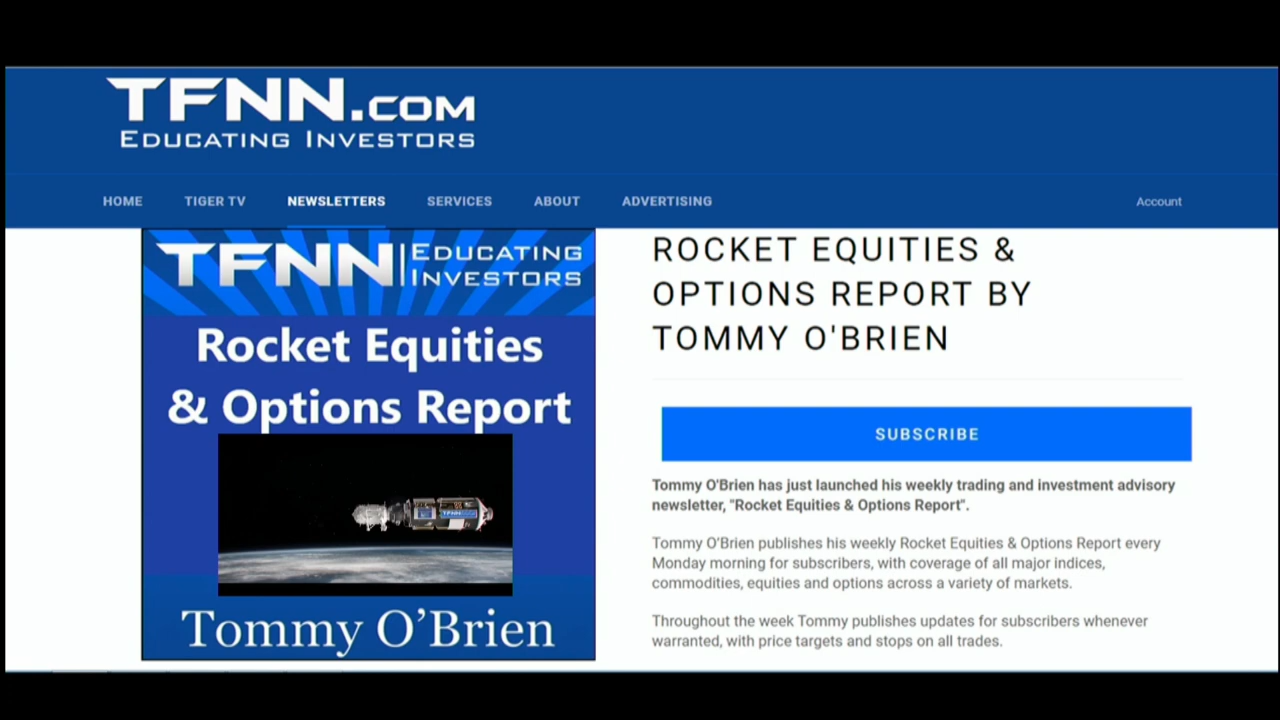 TFNN.COM
EDUCATING INVESTORS
HOME TIGER TV NEWSLETTERS SERVICES ABOUT ADVERTISING Account
TFNN EDUCATING
INVESTORS
Rocket Equities
& Options Report
TFNN
Tommy O’Brien
ROCKET EQUITIES &
OPTIONS REPORT BY
TOMMY O'BRIEN
SUBSCRIBE
Tommy O'Brien has just launched his weekly trading and investment advisory
newsletter, "Rocket Equities & Options Report".
Tommy O’Brien publishes his weekly Rocket Equities & Options Report every
Monday morning for subscribers, with coverage of all major indices,
commodities, equities and options across a variety of markets.
Throughout the week Tommy publishes updates for subscribers whenever
warranted, with price targets and stops on all trades.